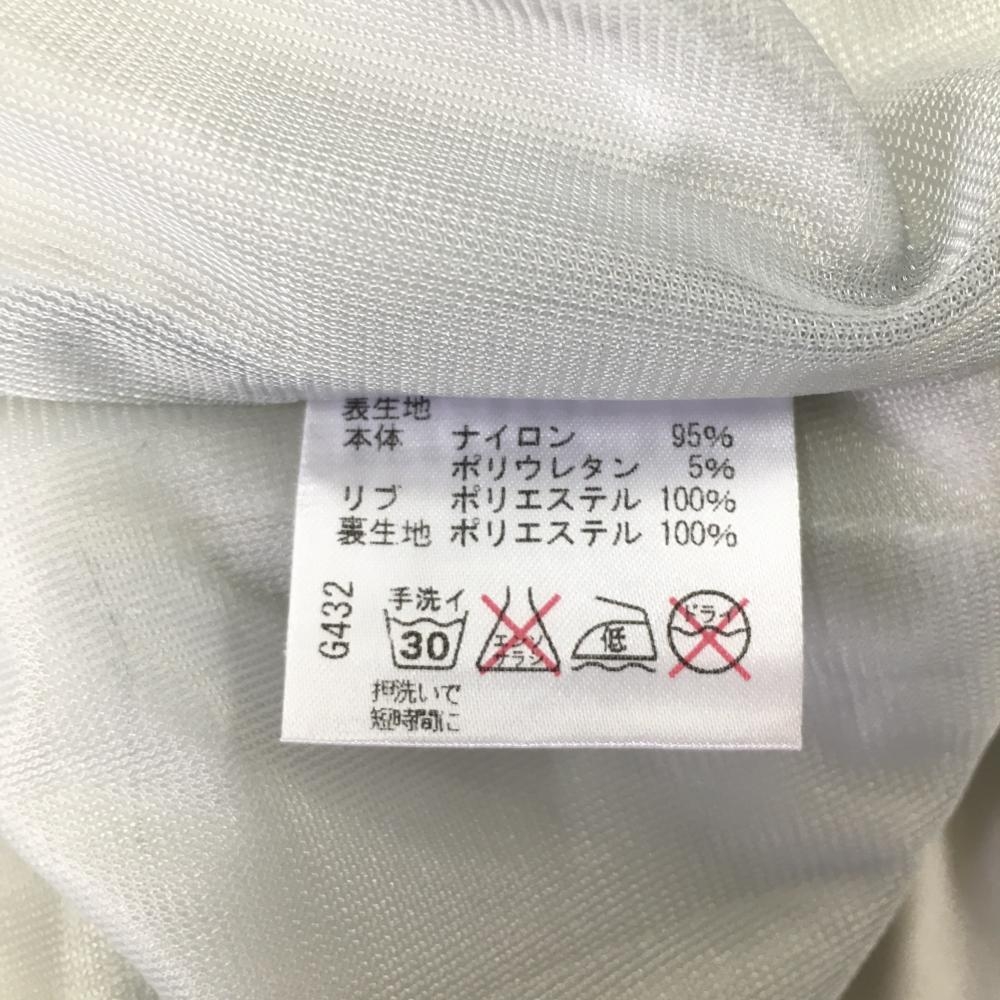 表生地
本体 ナイロン 95%
ポリウレタン 5%
リブ ポリエステル 100%
裏生地 ポリエステル 100%
G432
手洗イ
30
エンソ
サラシ
低
ドライ
押洗いで
短時間に